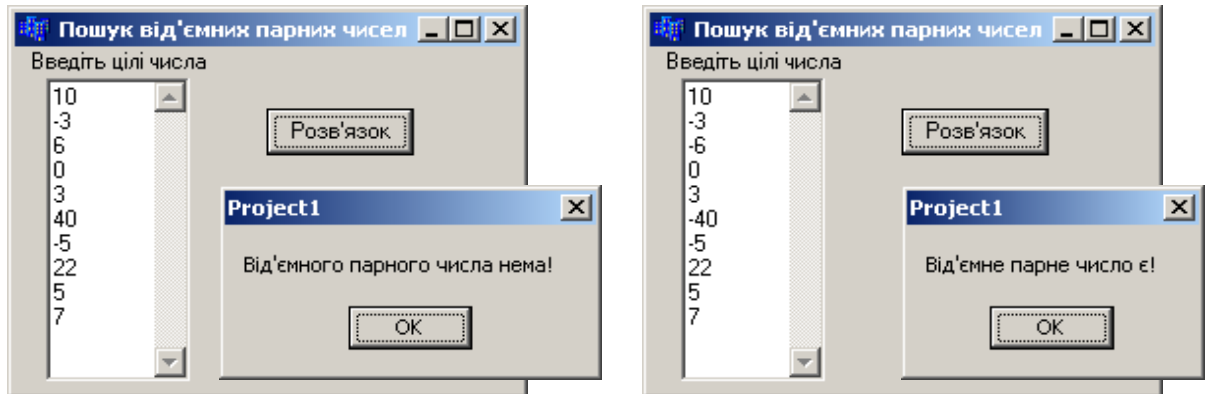 Пошук від'ємних парних чисел
Введіть цілі числа
10
-3
6
0
3
40
-5
22
5
7
Розв'язок
Project1
Від'ємного парного числа нема!
OK
Пошук від'ємних парних чисел
Введіть цілі числа
10
-3
-6
0
3
-40
-5
22
5
7
Розв'язок
Project1
Від'ємне парне число є!
OK